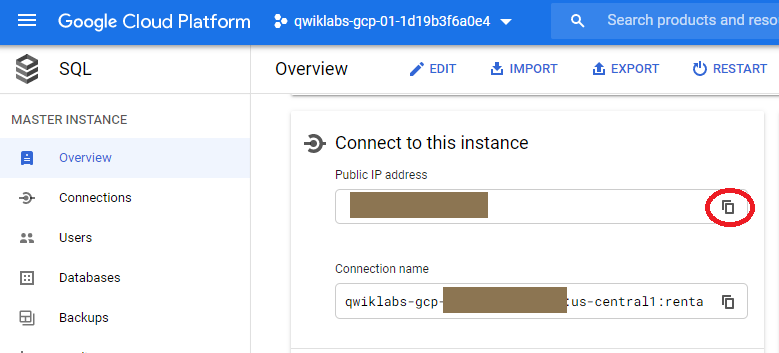 Google Cloud Platform
qwiklabs-gcp-01-1d19b3f6a0e4
Search products and reso
SQL
Overview
EDIT
IMPORT
EXPORT
RESTART
MASTER INSTANCE
Overview
Connections
Users
Databases
Backups
Connect to this instance
Public IP address
Connection name
qwiklabs-gcp- :us-central1:renta